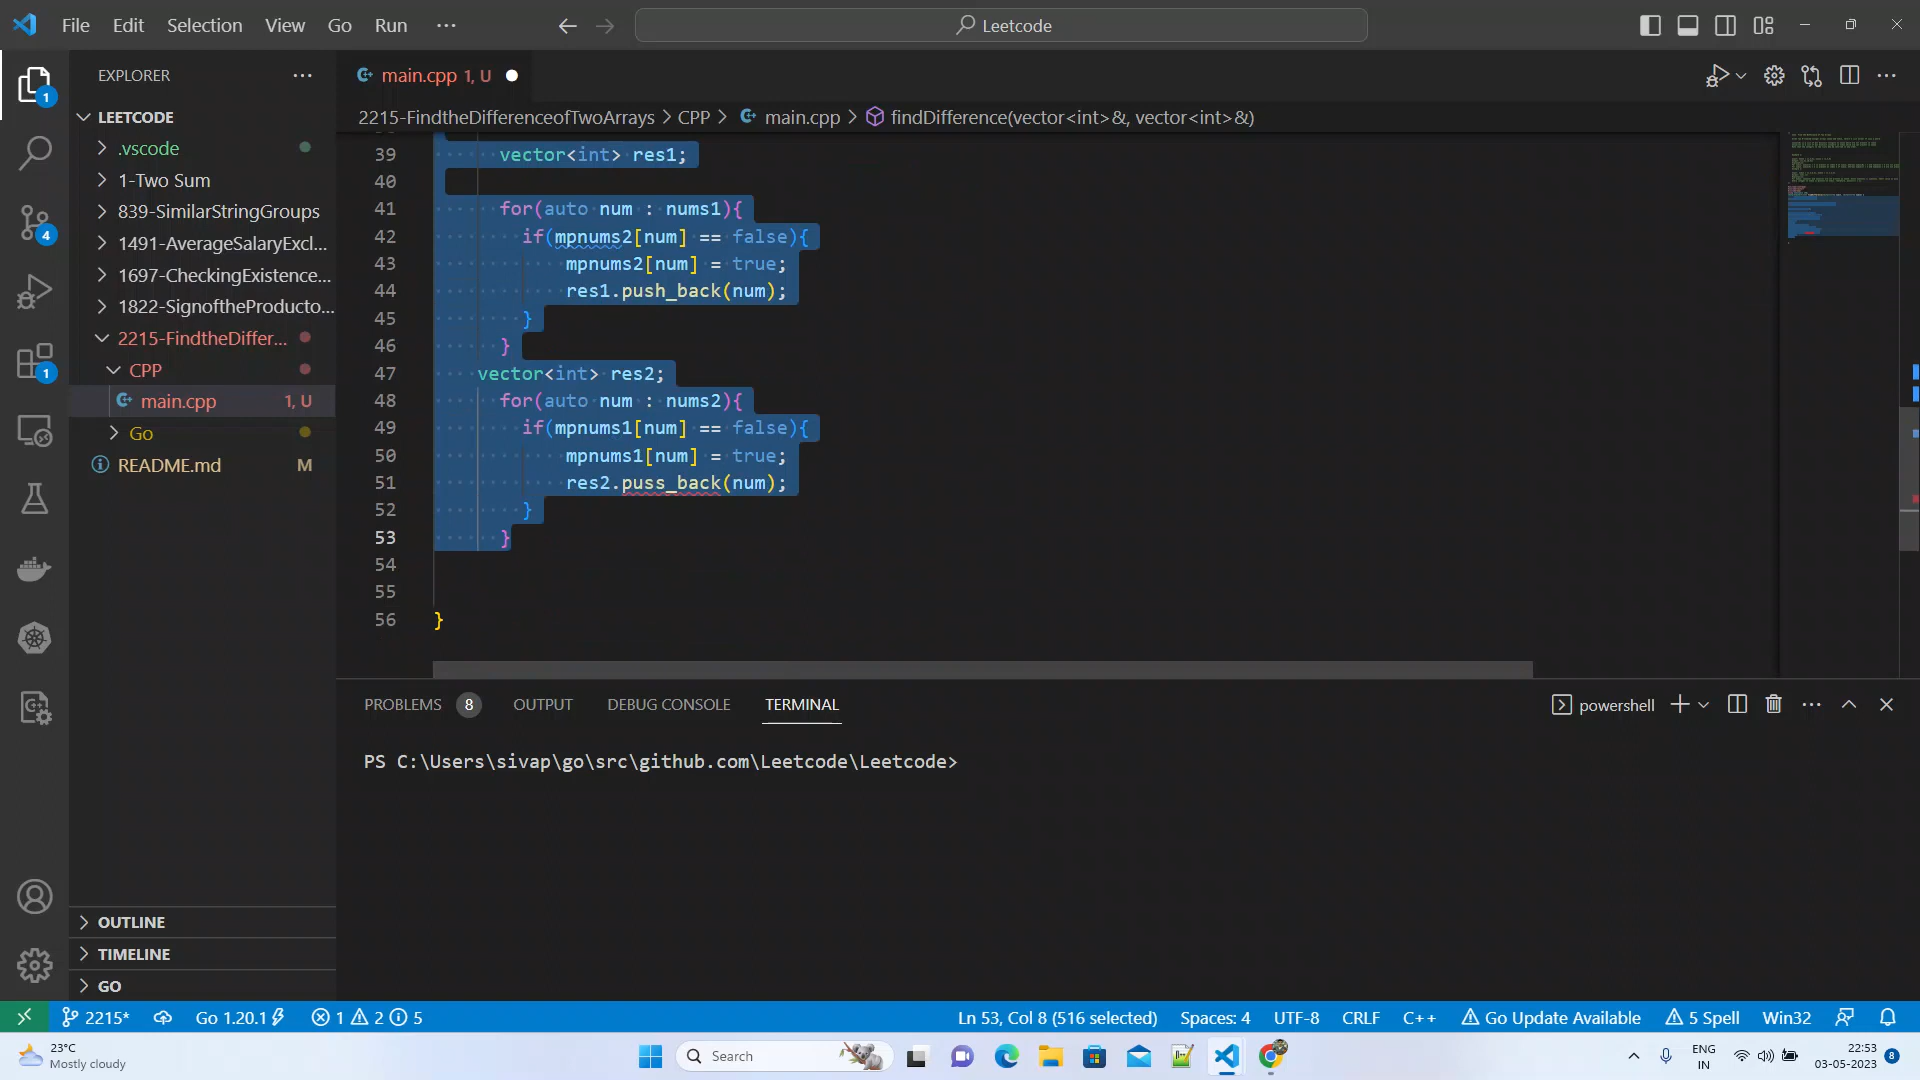 File Edit Selection View Go Run ···
Leetcode
EXPLORER ···
main.cpp 1, U
2215-FindtheDifferenceofTwoArrays > CPP > main.cpp > findDifference(vector<int>&, vector<int>&)
LEETCODE
.vscode
1-Two Sum
839-SimilarStringGroups
1491-AverageSalaryExcl...
1697-CheckingExistence...
1822-SignoftheProducto...
2215-FindtheDiffer...
CPP
main.cpp 1, U
Go
README.md M
39 vector<int> res1;
40
41 for(auto num : nums1){
42 if(mpnums2[num] == false){
43 mpnums2[num] = true;
44 res1.push_back(num);
45 }
46 }
47 vector<int> res2;
48 for(auto num : nums2){
49 if(mpnums1[num] == false){
50 mpnums1[num] = true;
51 res2.puss_back(num);
52 }
53 }
54
55
56 }
1
4
1
PROBLEMS 8 OUTPUT DEBUG CONSOLE TERMINAL
powershell
PS C:\Users\sivap\go\src\github.com\Leetcode\Leetcode>
OUTLINE
TIMELINE
GO
2215* Go 1.20.1 1 2 5
Ln 53, Col 8 (516 selected) Spaces: 4 UTF-8 CRLF C++ Go Update Available 5 Spell Win32
23°C
Mostly cloudy
Search
ENG
IN
22:53
03-05-2023
8